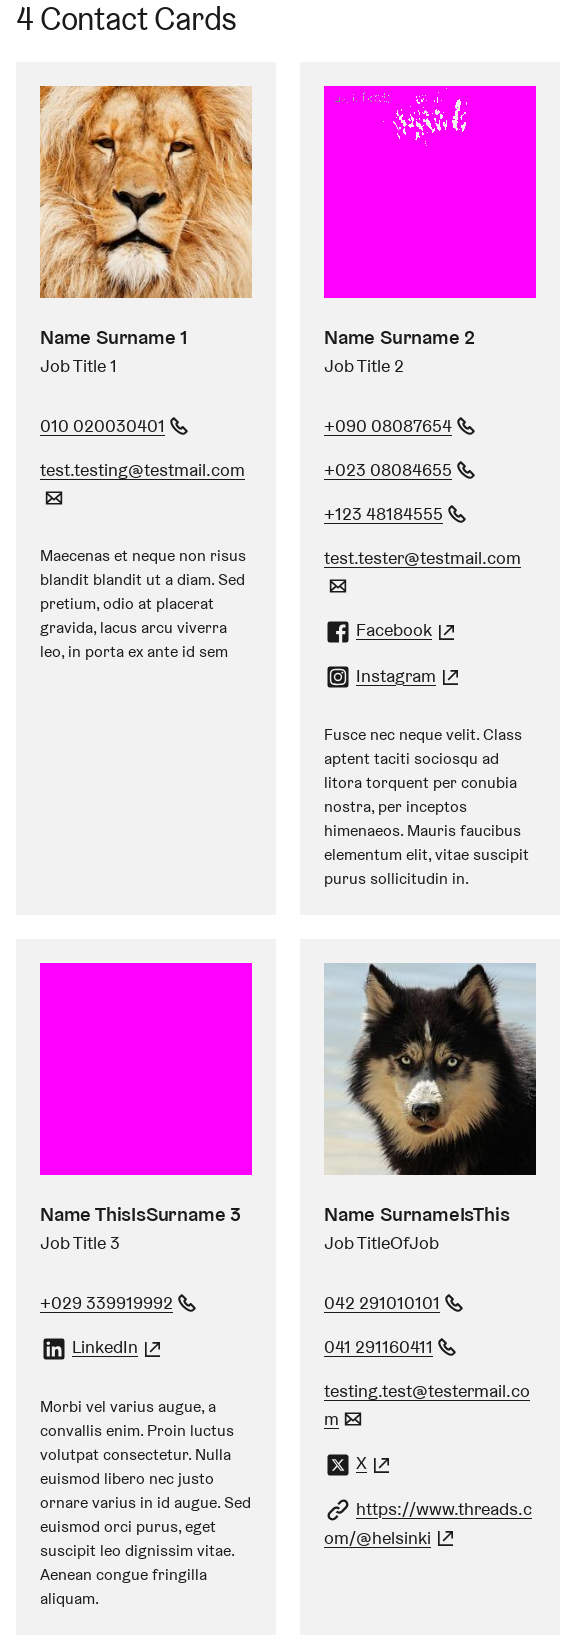 4 Contact Cards
Name Surname 1
Job Title 1
010 020030401
test.testing@testmail.com
Maecenas et neque non risus
blandit blandit ut a diam. Sed
pretium, odio at placerat
gravida, lacus arcu viverra
leo, in porta ex ante id sem
Name Surname 2
Job Title 2
+090 08087654
+023 08084655
+123 48184555
test.tester@testmail.com
Facebook
Instagram
Fusce nec neque velit. Class
aptent taciti sociosqu ad
litora torquent per conubia
nostra, per inceptos
himenaeos. Mauris faucibus
elementum elit, vitae suscipit
purus sollicitudin in.
Name ThisIsSurname 3
Job Title 3
+029 339919992
LinkedIn
Morbi vel varius augue, a
convallis enim. Proin luctus
volutpat consectetur. Nulla
euismod libero nec justo
ornare varius in id augue. Sed
euismod orci purus, eget
suscipit leo dignissim vitae.
Aenean congue fringilla
aliquam.
Name SurnameIsThis
Job TitleOfJob
042 291010101
041 291160411
testing.test@testermail.co
m
X
https://www.threads.c
om/@helsinki